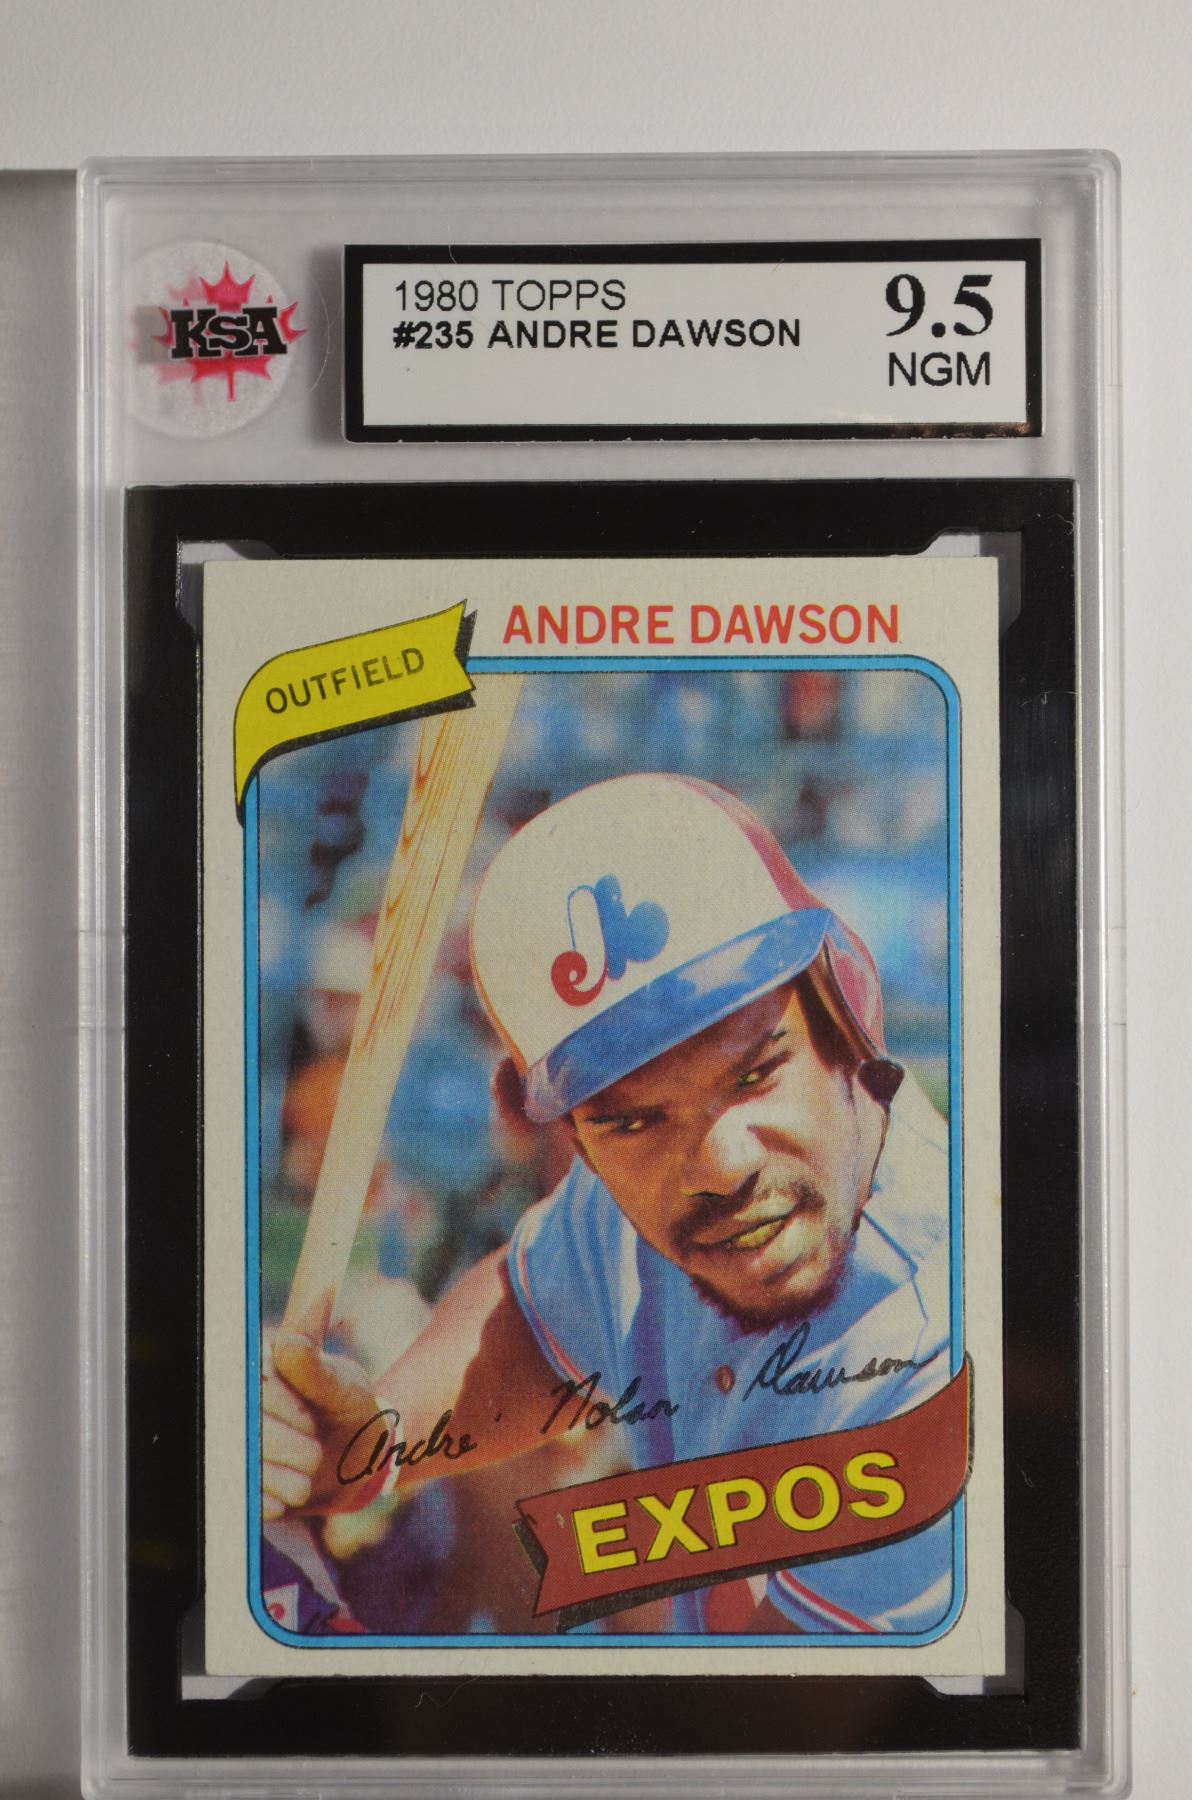 KSA
1980 TOPPS
#235 ANDRE DAWSON
9.5
NGM
OUTFIELD
ANDRE DAWSON
Andre Nolan Dawson
EXPOS